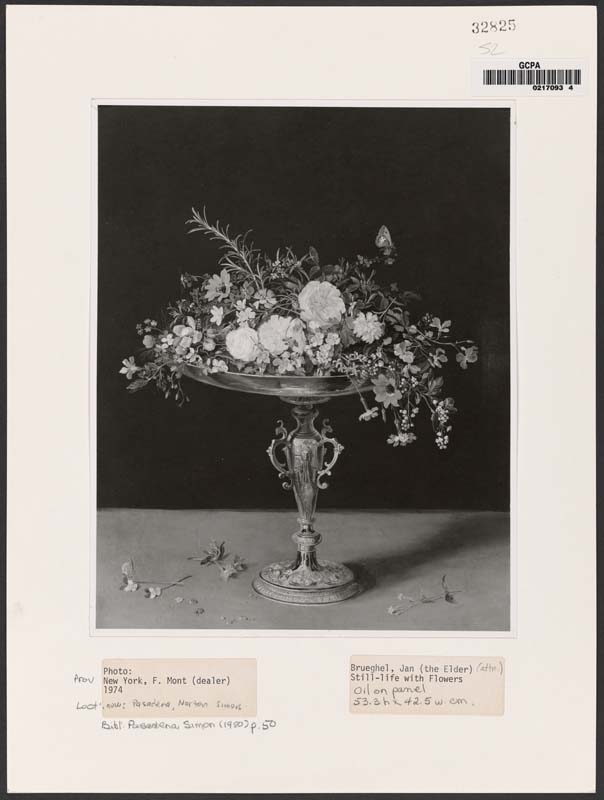 32825
52
GCPA
0217093 4
Prov Photo:
New York, F. Mont (dealer)
1974
Loc: now: Pasadena, Norton Simon
Bibl. Pasadena, Simon (1980) p. 50
Brueghel, Jan (the Elder) (attr.)
Still-life with Flowers
Oil on panel
53.3 h x 42.5 w. cm.